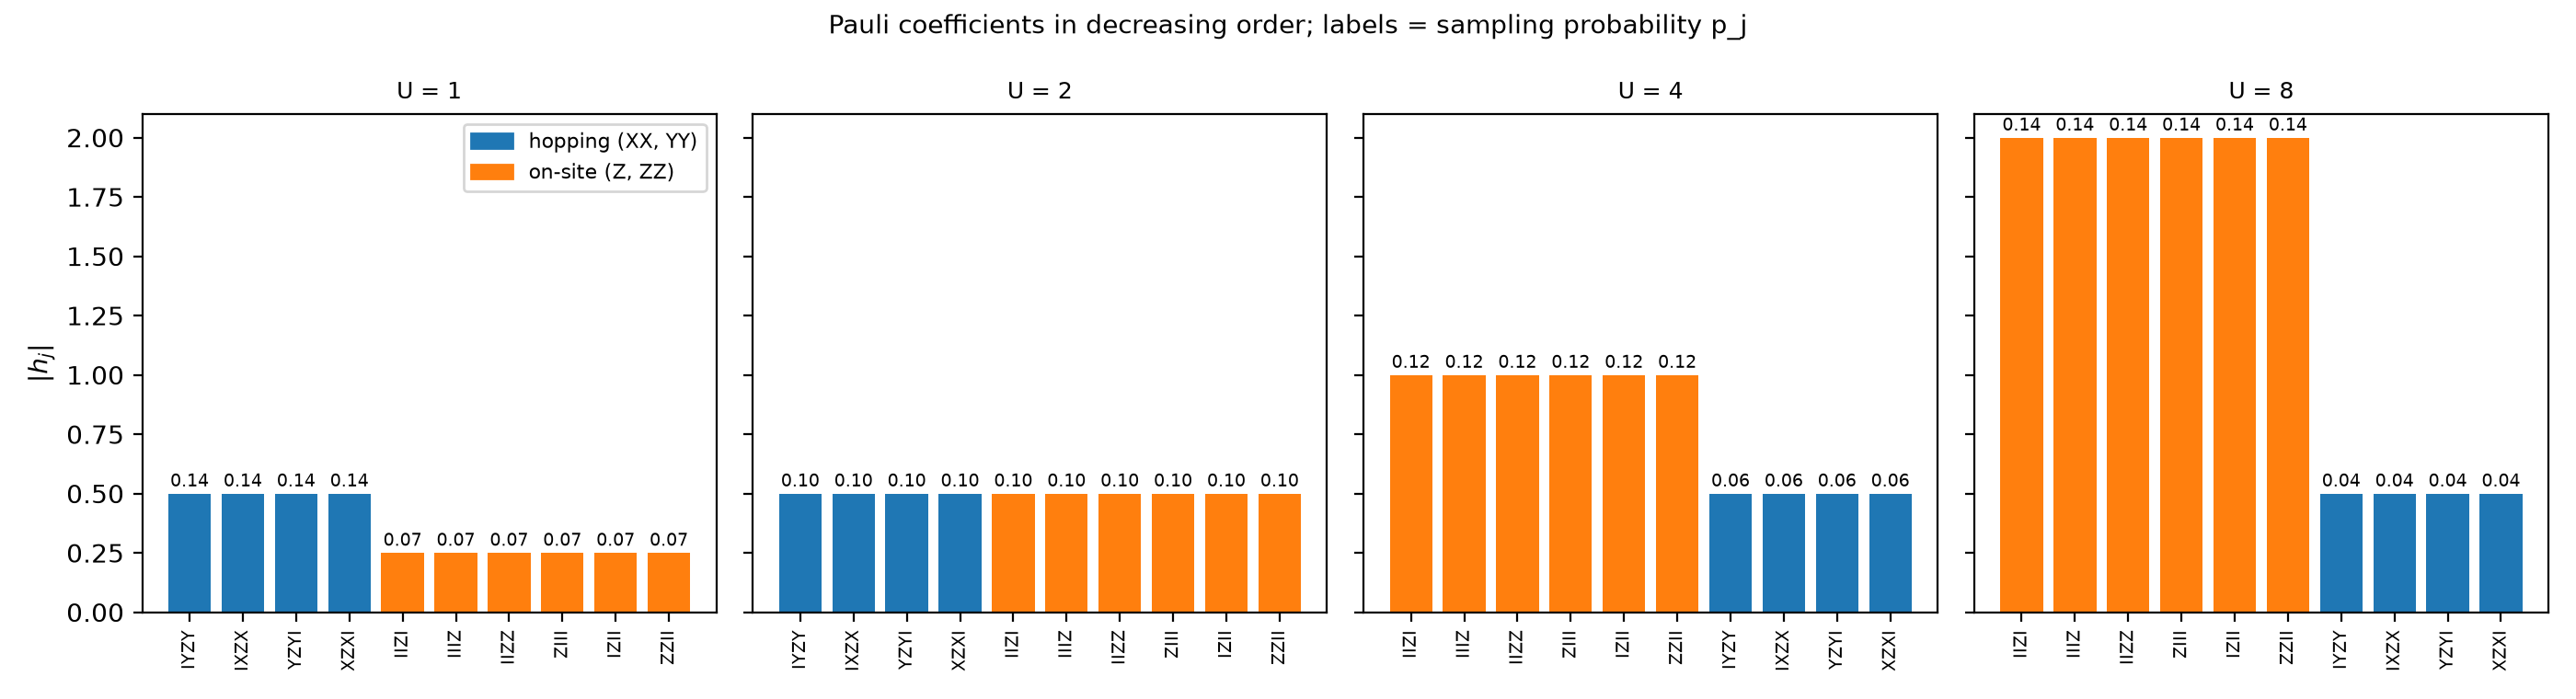 Pauli coefficients in decreasing order; labels = sampling probability p_j
U = 1
U = 2
U = 4
U = 8
|h_j|
2.00
1.75
1.50
1.25
1.00
0.75
0.50
0.25
0.00
hopping (XX, YY)
on-site (Z, ZZ)
0.14 0.14 0.14 0.14 0.07 0.07 0.07 0.07 0.07 0.07
IYZY IXZX YZYI XZXI IIZI IIIZ IIZZ ZIII IZII ZZII
0.10 0.10 0.10 0.10 0.10 0.10 0.10 0.10 0.10 0.10
IYZY IXZX YZYI XZXI IIZI IIIZ IIZZ ZIII IZII ZZII
0.12 0.12 0.12 0.12 0.12 0.12 0.06 0.06 0.06 0.06
IIZI IIIZ IIZZ ZIII IZII ZZII IYZY IXZX YZYI XZXI
0.14 0.14 0.14 0.14 0.14 0.14 0.04 0.04 0.04 0.04
IIZI IIIZ IIZZ ZIII IZII ZZII IYZY IXZX YZYI XZXI